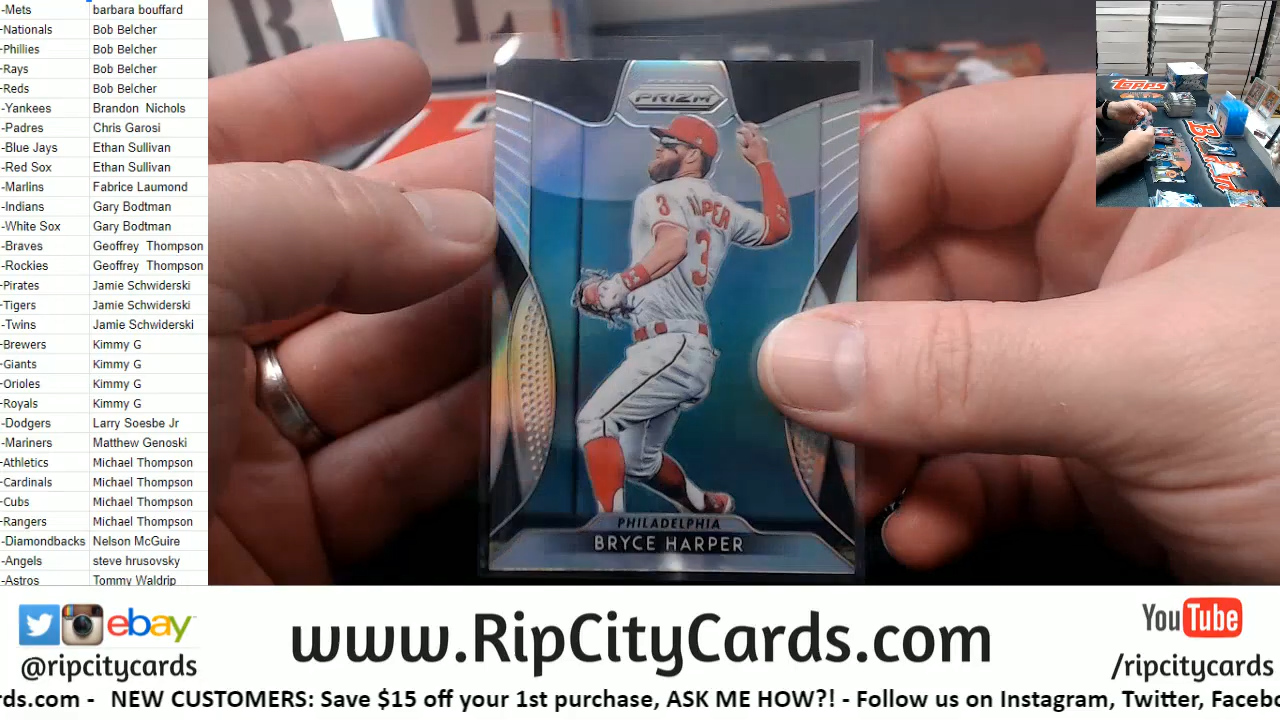 -Mets barbara bouffard
-Nationals Bob Belcher
-Phillies Bob Belcher
-Rays Bob Belcher
-Reds Bob Belcher
-Yankees Brandon Nichols
-Padres Chris Garosi
-Blue Jays Ethan Sullivan
-Red Sox Ethan Sullivan
-Marlins Fabrice Laumond
-Indians Gary Bodtman
-White Sox Gary Bodtman
-Braves Geoffrey Thompson
-Rockies Geoffrey Thompson
-Pirates Jamie Schwiderski
-Tigers Jamie Schwiderski
-Twins Jamie Schwiderski
-Brewers Kimmy G
-Giants Kimmy G
-Orioles Kimmy G
-Royals Kimmy G
-Dodgers Larry Soesbe Jr
-Mariners Matthew Genoski
-Athletics Michael Thompson
-Cardinals Michael Thompson
-Cubs Michael Thompson
-Rangers Michael Thompson
-Diamondbacks Nelson McGuire
-Angels steve hrusovsky
-Astros Tommy Waldrip
PRIZM
3
HARPER
3
PHILADELPHIA
BRYCE HARPER
TOPPS
ebay
@ripcitycards
www.RipCityCards.com
YouTube
/ripcitycards
rds.com - NEW CUSTOMERS: Save $15 off your 1st purchase, ASK ME HOW?! - Follow us on Instagram, Twitter, Facebo